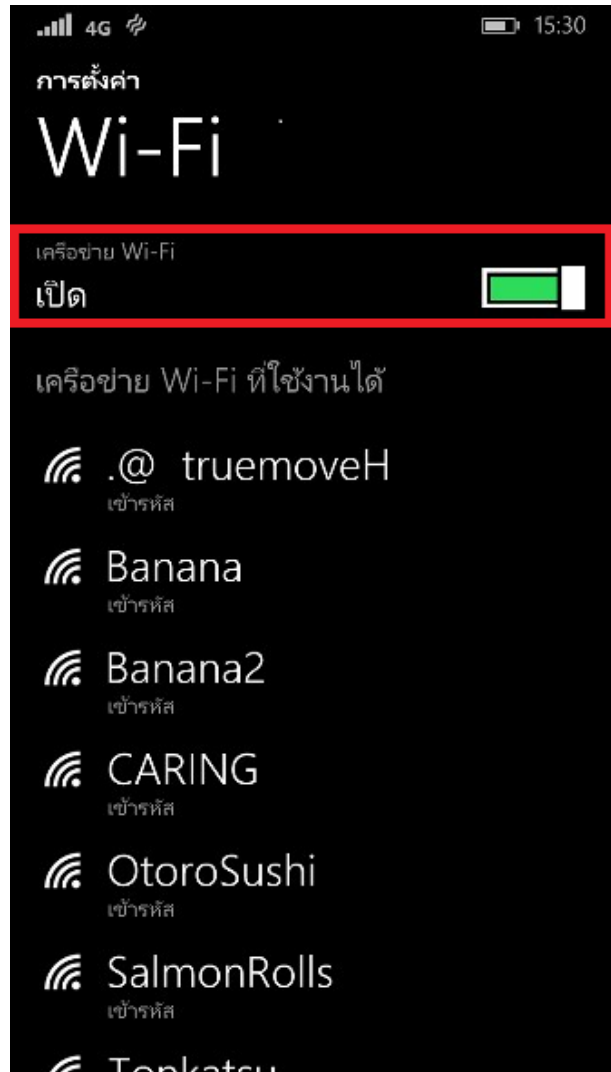 4G 15:30
การตั้งค่า
Wi-Fi
เครือข่าย Wi-Fi
เปิด
เครือข่าย Wi-Fi ที่ใช้งานได้
.@ truemoveH
เข้ารหัส
Banana
เข้ารหัส
Banana2
เข้ารหัส
CARING
เข้ารหัส
OtoroSushi
เข้ารหัส
SalmonRolls
เข้ารหัส
Tonkatsu